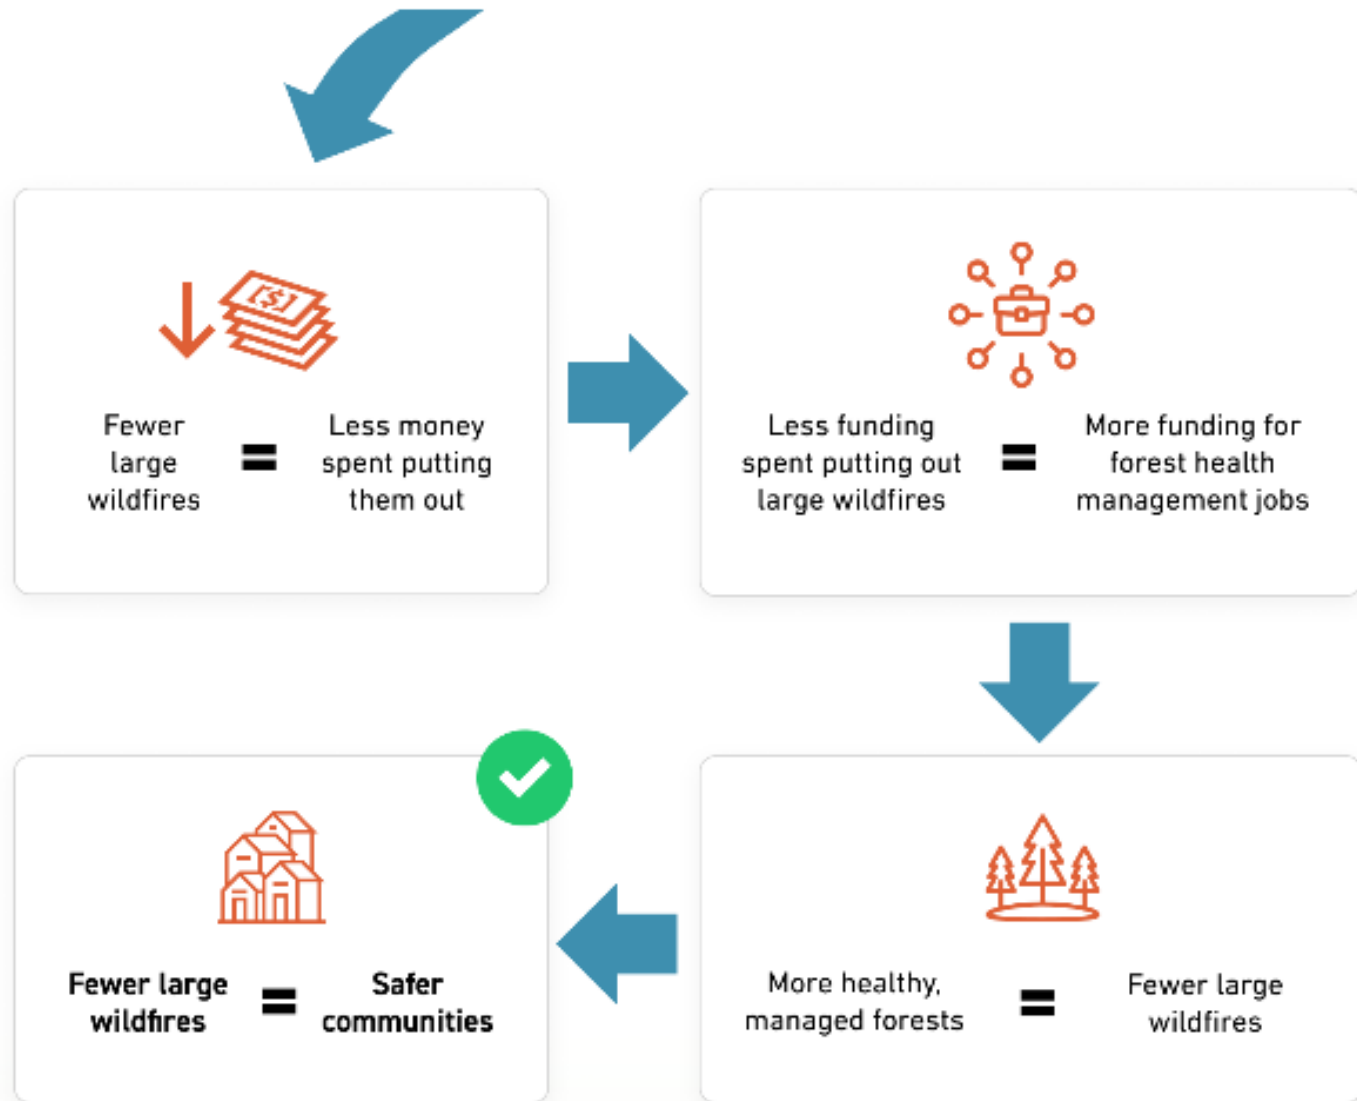 [$]
Fewer
large
wildfires
=
Less money
spent putting
them out
Less funding
spent putting out
large wildfires
=
More funding for
forest health
management jobs
Fewer large
wildfires
=
Safer
communities
More healthy,
managed forests
=
Fewer large
wildfires